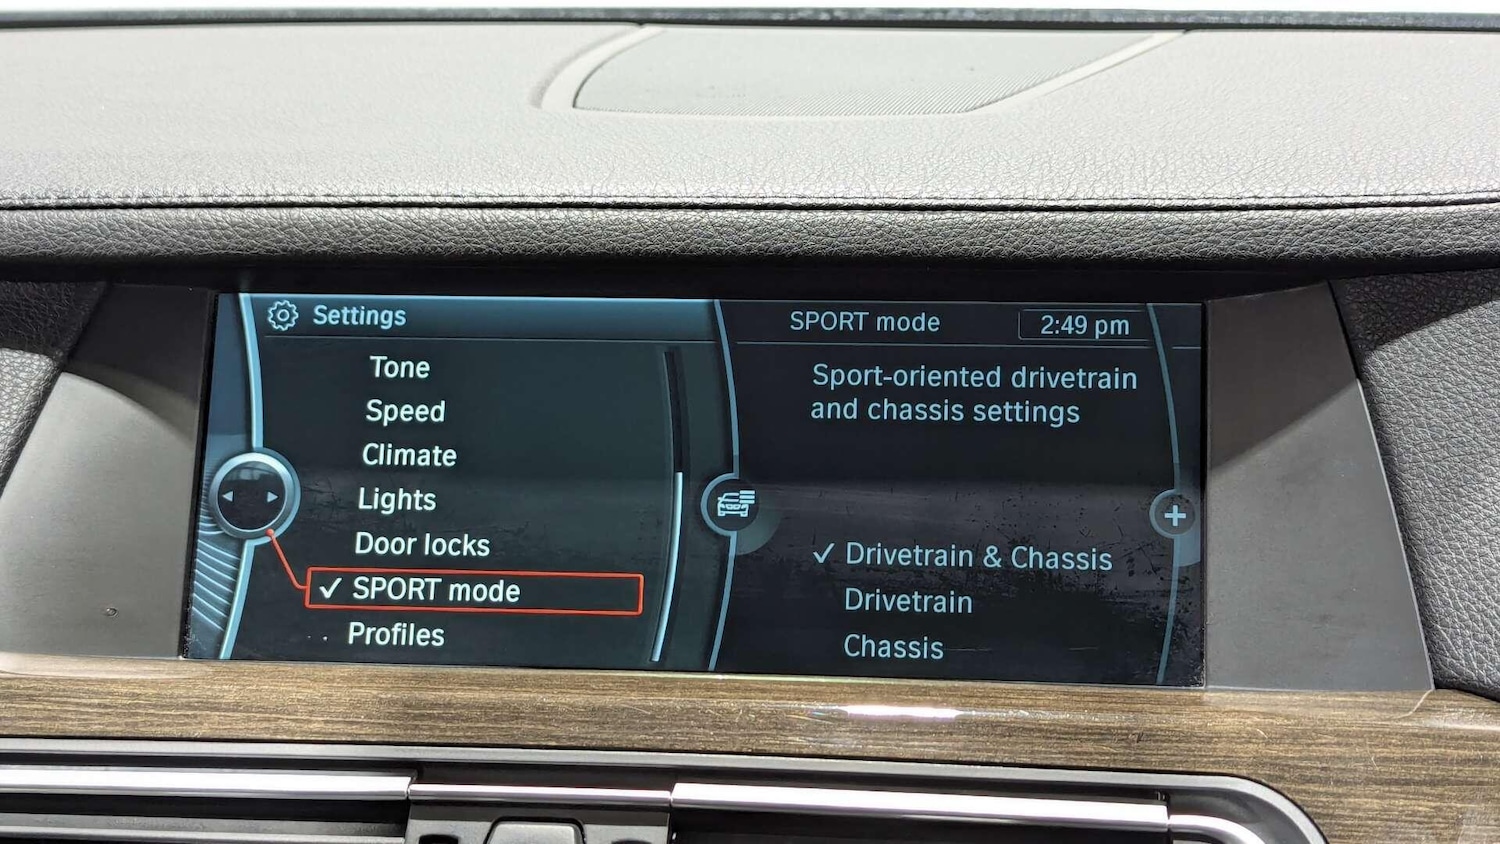 Settings
Tone
Speed
Climate
Lights
Door locks
✓ SPORT mode
Profiles
SPORT mode
2:49 pm
Sport-oriented drivetrain
and chassis settings
✓ Drivetrain & Chassis
Drivetrain
Chassis